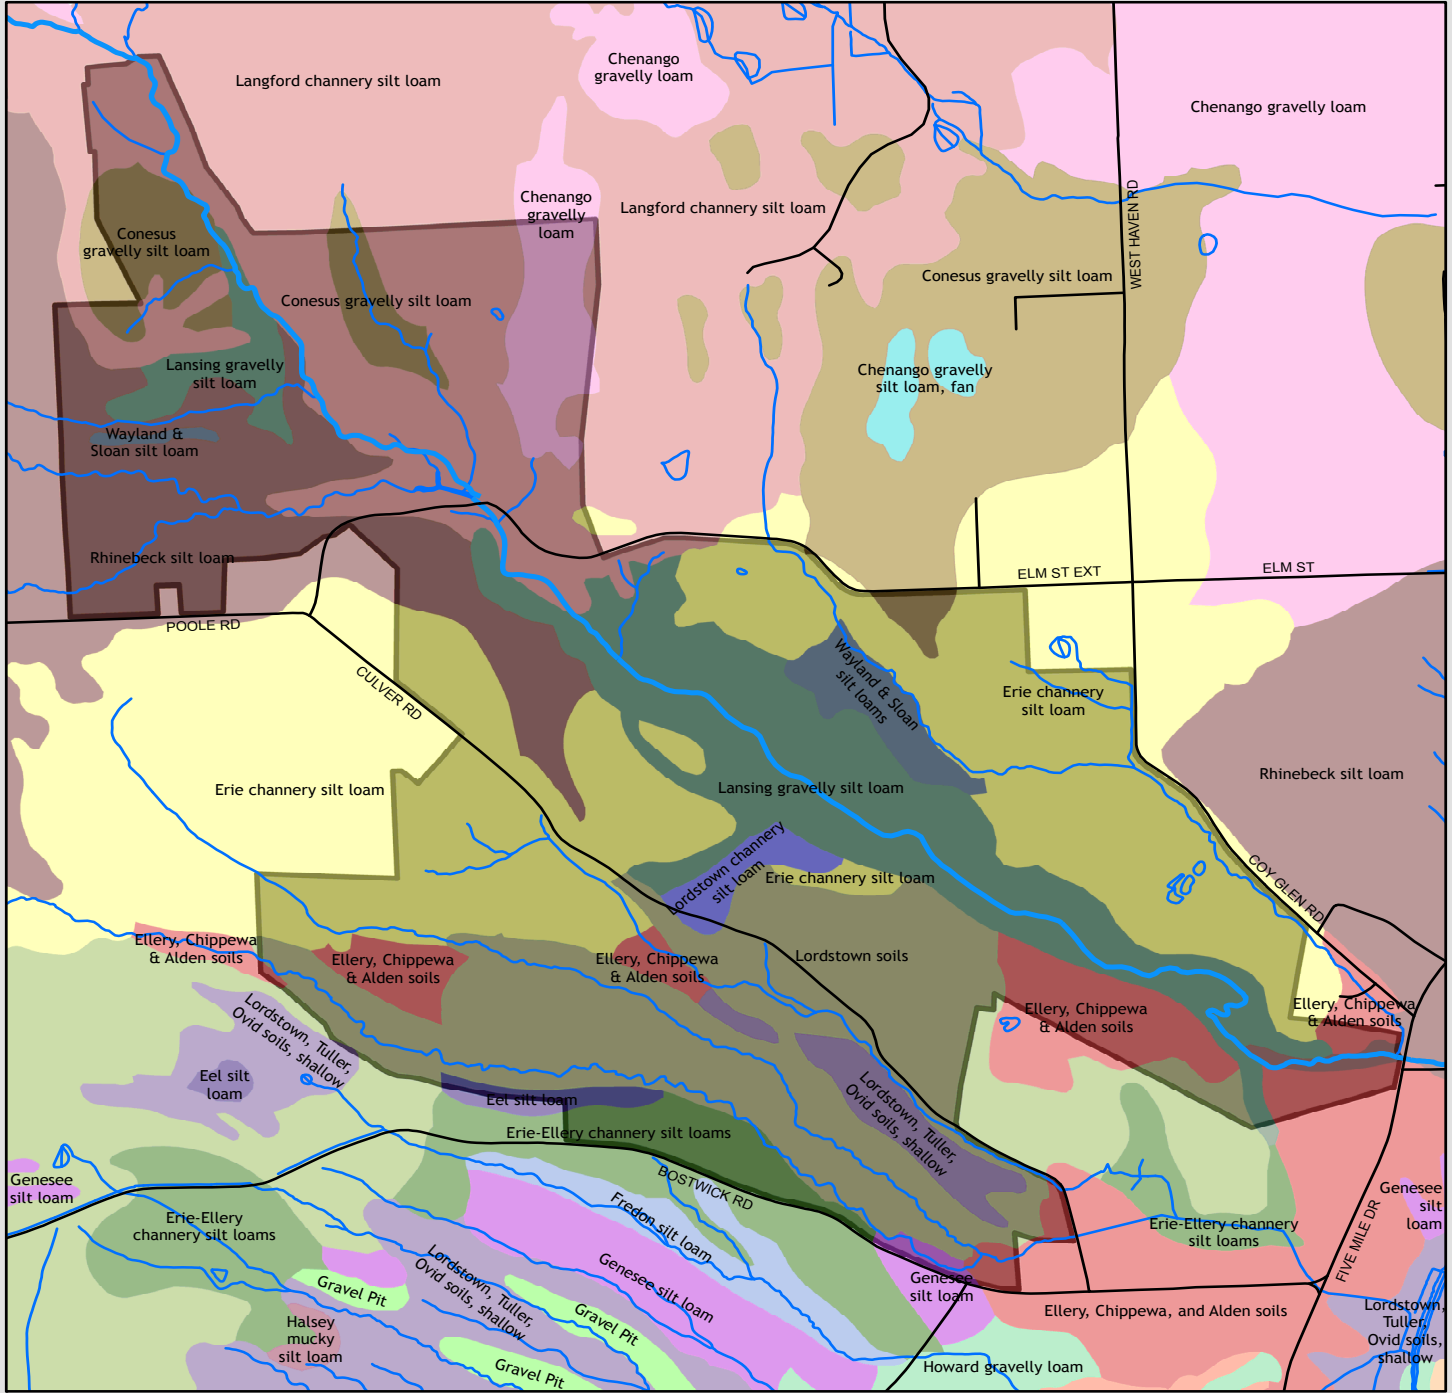 Langford channery silt loam
Chenango
gravelly loam
Chenango gravelly loam
Chenango
gravelly
loam
Langford channery silt loam
WEST HAVEN RD
Conesus
gravelly silt loam
Conesus gravelly silt loam
Conesus gravelly silt loam
Lansing gravelly
silt loam
Chenango gravelly
silt loam, fan
Wayland &
Sloan silt loam
Rhinebeck silt loam
ELM ST EXT
ELM ST
POOLE RD
CULVER RD
Wayland & Sloan
silt loams
Erie channery
silt loam
Erie channery silt loam
Lansing gravelly silt loam
Rhinebeck silt loam
Lordstown channery
silt loam
Erie channery silt loam
COY GLEN RD
Ellery, Chippewa
& Alden soils
Ellery, Chippewa
& Alden soils
Ellery, Chippewa
& Alden soils
Lordstown soils
Ellery, Chippewa
& Alden soils
Ellery, Chippewa
& Alden soils
Lordstown, Tuller,
Ovid soils, shallow
Eel silt
loam
Eel silt loam
Lordstown, Tuller,
Ovid soils, shallow
Erie-Ellery channery silt loams
BOSTWICK RD
Genesee
silt loam
Erie-Ellery
channery silt loams
Fredon silt loam
Genesee
silt
loam
Erie-Ellery channery
silt loams
FIVE MILE DR
Lordstown, Tuller,
Ovid soils, shallow
Genesee silt loam
Genesee
silt loam
Gravel Pit
Gravel Pit
Ellery, Chippewa, and Alden soils
Halsey
mucky
silt loam
Lordstown,
Tuller,
Ovid soils,
shallow
Gravel Pit
Howard gravelly loam